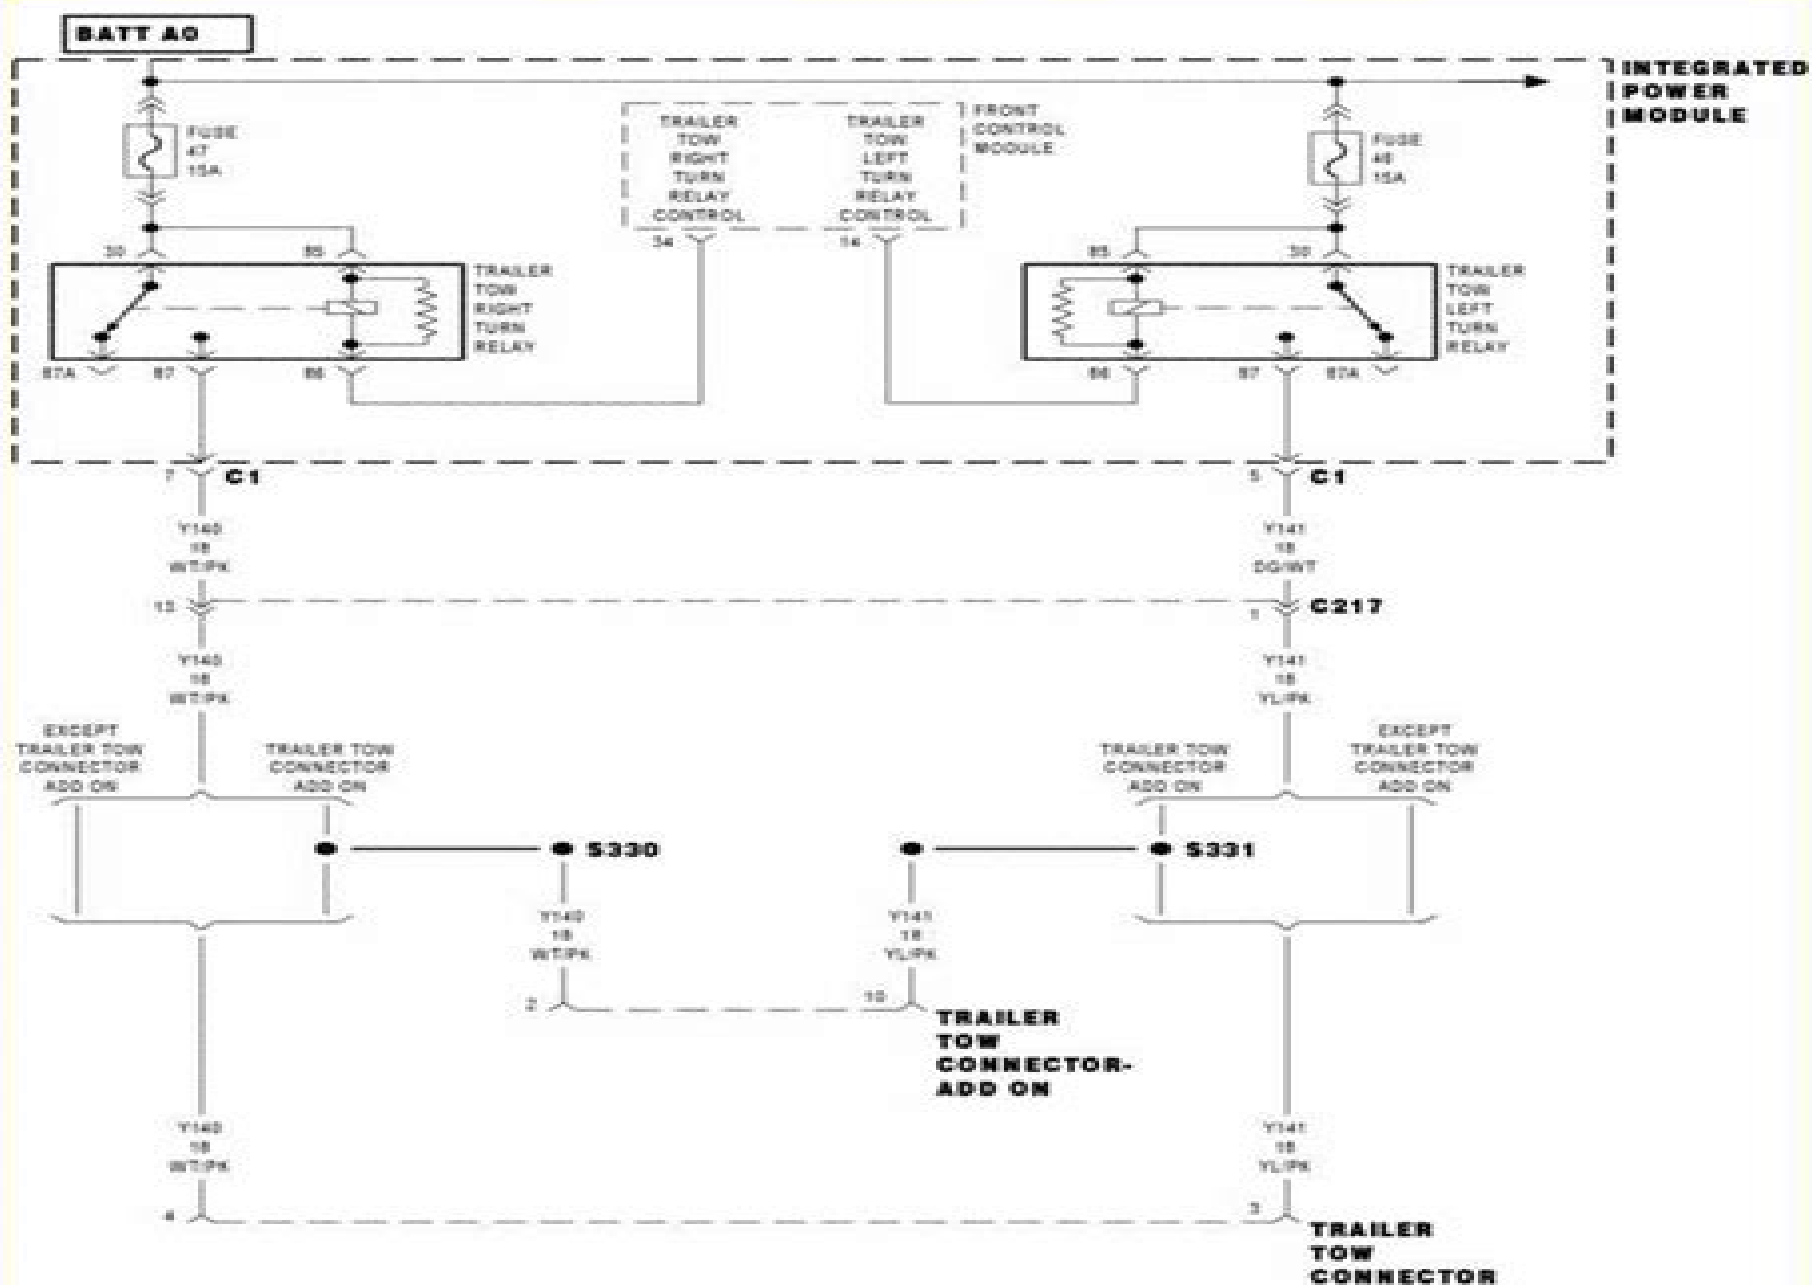 BATT A0
INTEGRATED
POWER
MODULE
FUSE
47
15A
TRAILER
TOW
RIGHT
TURN
RELAY
CONTROL
TRAILER
TOW
LEFT
TURN
RELAY
CONTROL
FRONT
CONTROL
MODULE
FUSE
15A
34
14
30
85
85
30
TRAILER
TOW
RIGHT
TURN
RELAY
TRAILER
TOW
LEFT
TURN
RELAY
87A
87
86
86
87
87A
7
C1
5
C1
Y140
18
WT/PK
Y141
18
DG/WT
1
C217
Y140
18
WT/PK
Y141
18
YL/PK
EXCEPT
TRAILER TOW
CONNECTOR
ADD ON
TRAILER TOW
CONNECTOR
ADD ON
TRAILER TOW
CONNECTOR
ADD ON
EXCEPT
TRAILER TOW
CONNECTOR
ADD ON
S330
S331
Y140
18
WT/PK
Y141
18
YL/PK
2
10
TRAILER
TOW
CONNECTOR-
ADD ON
Y140
18
WT/PK
Y141
18
YL/PK
4
3
TRAILER
TOW
CONNECTOR